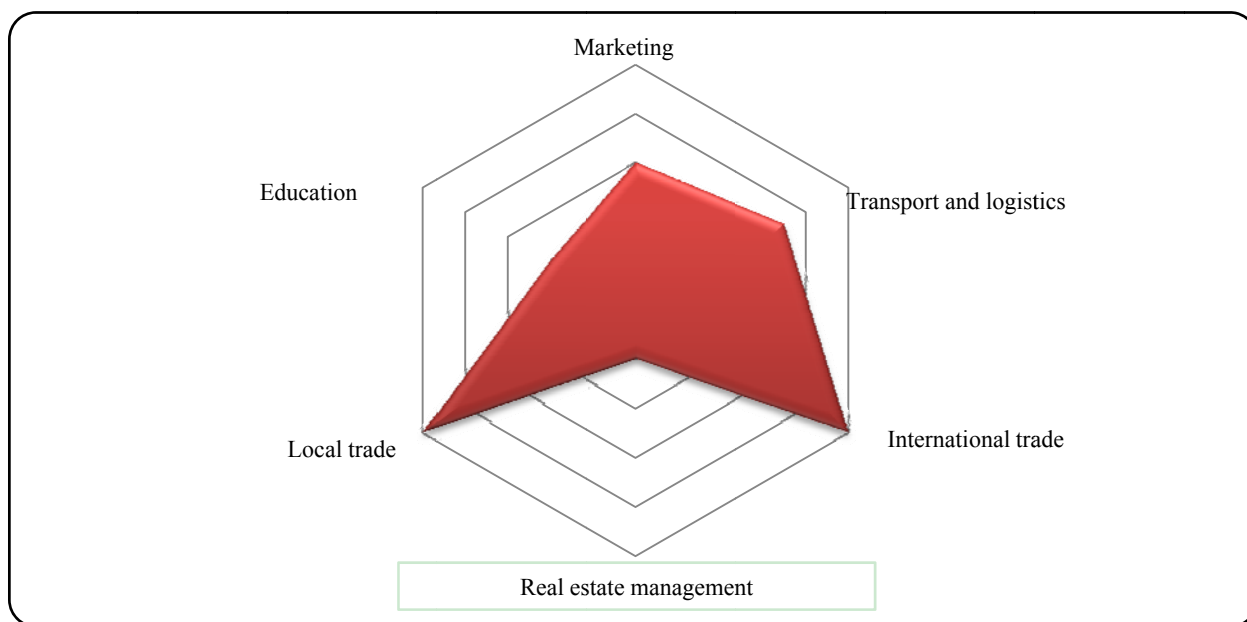 Marketing
Education
Transport and logistics
Local trade
International trade
Real estate management